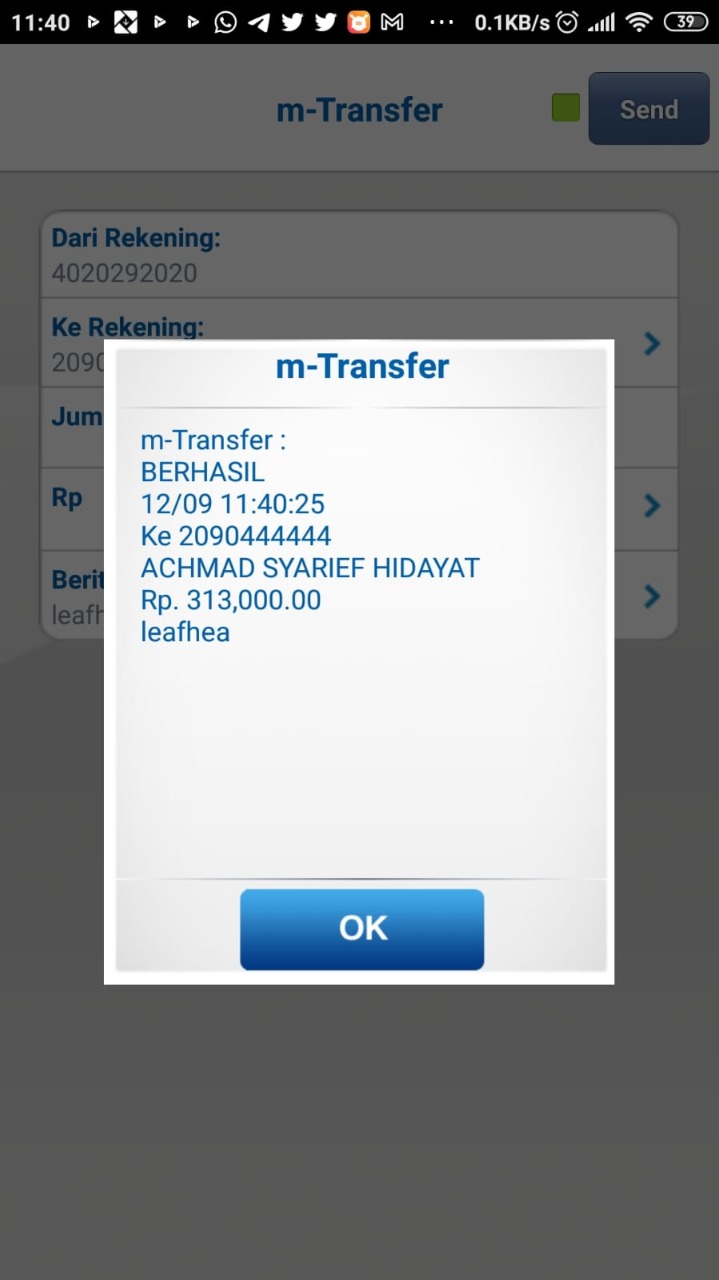 11:40
0.1KB/s
39
m-Transfer
Send
Dari Rekening:
4020292020
Ke Rekening:
2090
Jum
Rp
Berit
leafh
m-Transfer
m-Transfer :
BERHASIL
12/09 11:40:25
Ke 2090444444
ACHMAD SYARIEF HIDAYAT
Rp. 313,000.00
leafhea
OK